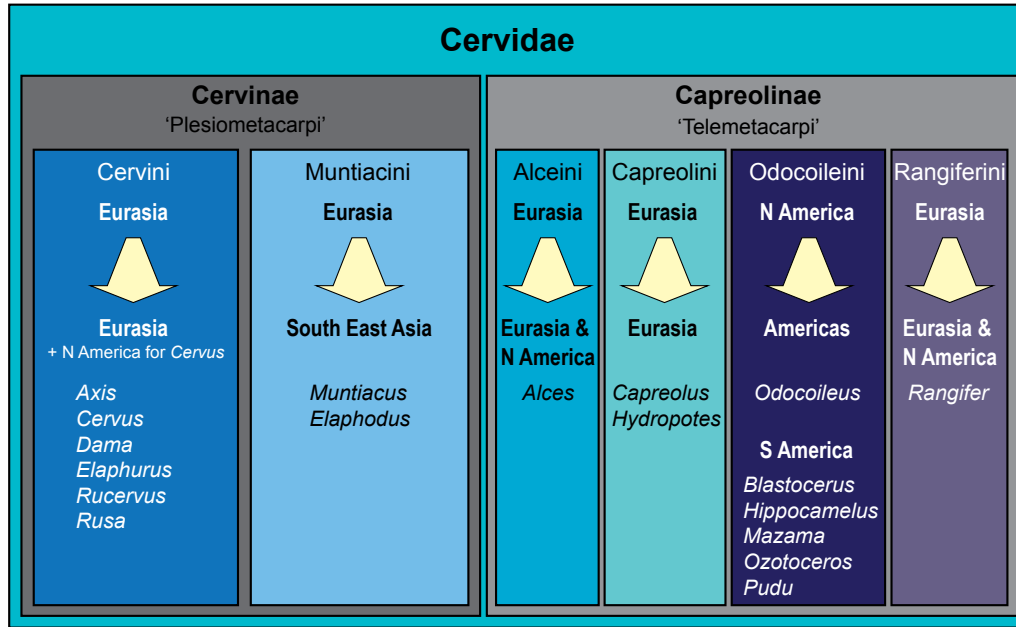 Cervidae
Cervinae
'Plesiometacarpi'
Cervini
Eurasia
Eurasia
+ N America for Cervus
Axis
Cervus
Dama
Elaphurus
Rucervus
Rusa
Muntiacini
Eurasia
South East Asia
Muntiacus
Elaphodus
Capreolinae
'Telemetacarpi'
Alceini
Eurasia
Eurasia &
N America
Alces
Capreolini
Eurasia
Eurasia
Capreolus
Hydropotes
Odocoileini
N America
Americas
Odocoileus
S America
Blastocerus
Hippocamelus
Mazama
Ozotoceros
Pudu
Rangiferini
Eurasia
Eurasia &
N America
Rangifer